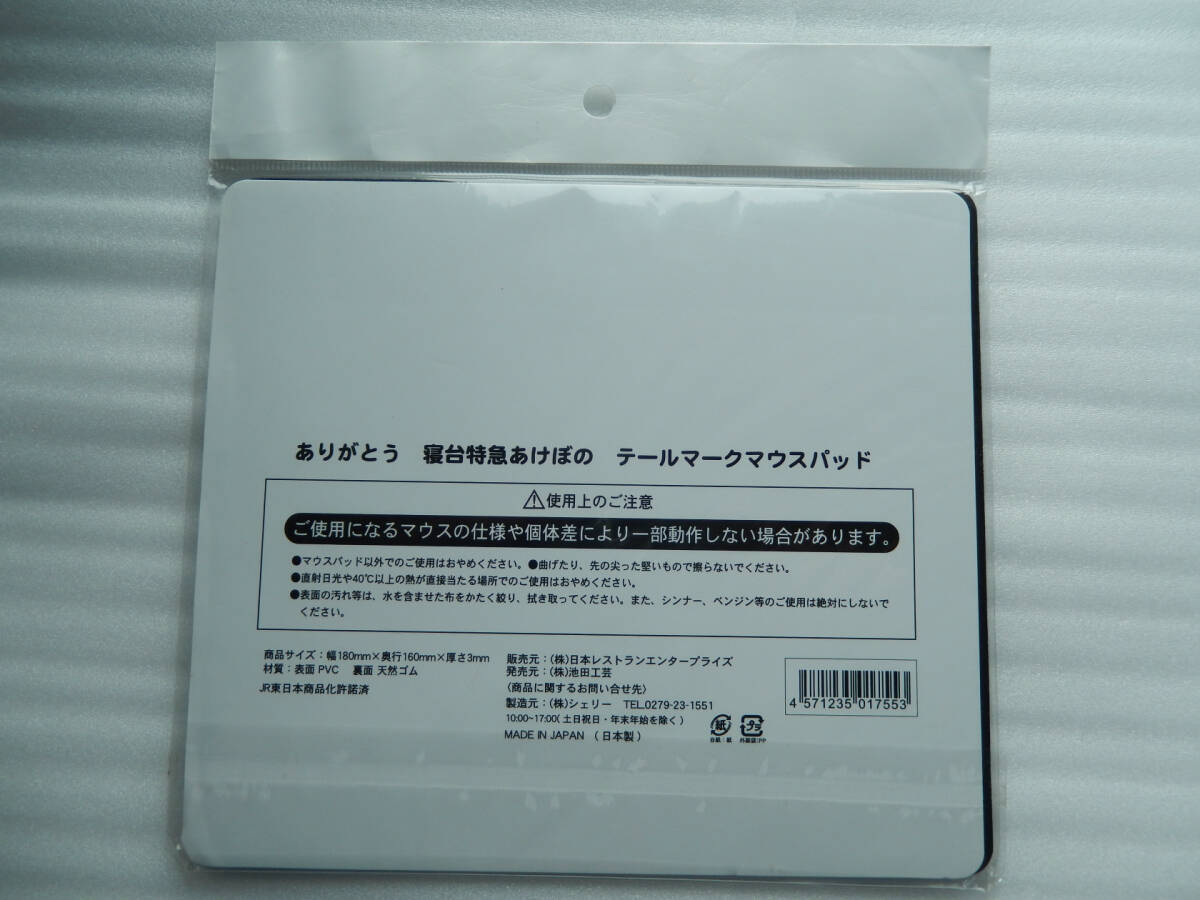 ありがとう　寝台特急あけぼの　テールマークマウスパッド
⚠使用上のご注意
ご使用になるマウスの仕様や個体差により一部動作しない場合があります。
●マウスパッド以外でのご使用はおやめください。●曲げたり、先の尖った堅いもので擦らないでください。
●直射日光や40℃以上の熱が直接当たる場所でのご使用はおやめください。
●表面の汚れ等は、水を含ませた布をかたく絞り、拭き取ってください。また、シンナー、ベンジン等のご使用は絶対にしないで
ください。
商品サイズ：幅180mm×奥行160mm×厚さ3mm
材質：表面 PVC　裏面 天然ゴム
JR東日本商品化許諾済
販売元：(株)日本レストランエンタープライズ
発売元：(株)池田工芸
〈商品に関するお問い合せ先〉
製造元：(株)シェリー　TEL.0279-23-1551
10:00~17:00(土日祝日・年末年始を除く)
MADE IN JAPAN （日本製）
紙
台紙：紙
プラ
外装袋:PP
4 571235 017553